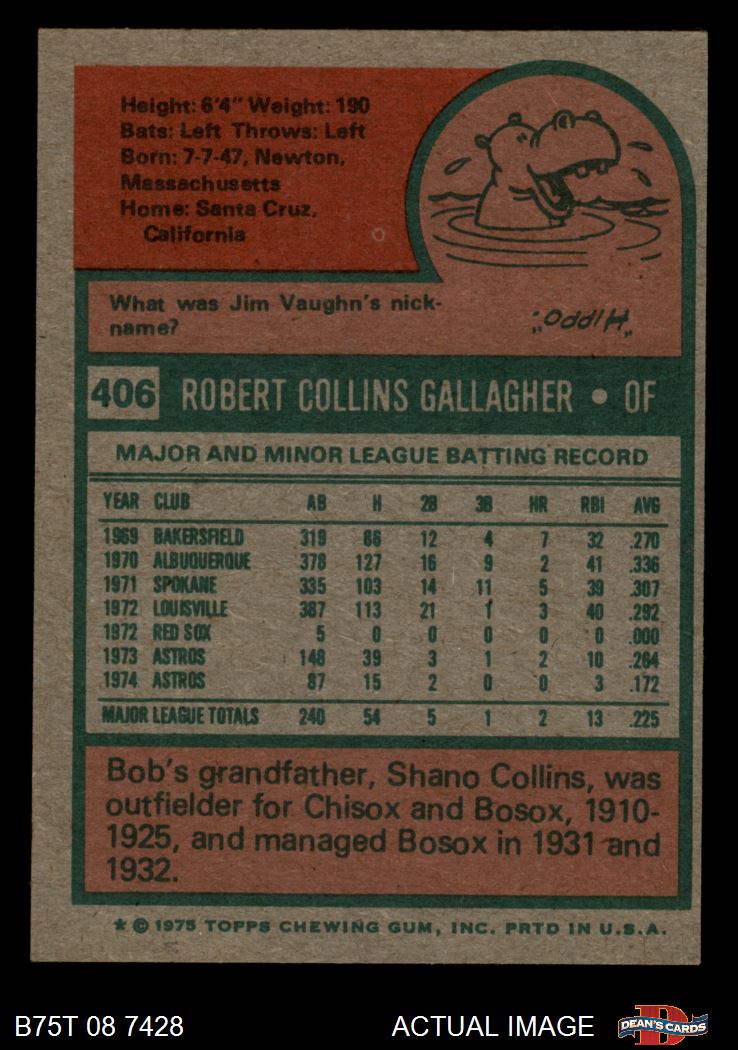 Height: 6'4" Weight: 190
Bats: Left Throws: Left
Born: 7-7-47, Newton,
Massachusetts
Home: Santa Cruz,
California
What was Jim Vaughn's nick-
name?
"Hippo."
406 ROBERT COLLINS GALLAGHER • OF
MAJOR AND MINOR LEAGUE BATTING RECORD
YEAR CLUB AB H 2B 3B HR RBI AVG
1969 BAKERSFIELD 319 86 12 4 7 32 .270
1970 ALBUQUERQUE 378 127 16 9 2 41 .336
1971 SPOKANE 335 103 14 11 5 39 .307
1972 LOUISVILLE 387 113 21 1 3 40 .292
1972 RED SOX 5 0 0 0 0 0 .000
1973 ASTROS 148 39 3 1 2 10 .264
1974 ASTROS 87 15 2 0 0 3 .172
MAJOR LEAGUE TOTALS 240 54 5 1 2 13 .225
Bob's grandfather, Shano Collins, was
outfielder for Chisox and Bosox, 1910-
1925, and managed Bosox in 1931 and
1932.
* © 1975 TOPPS CHEWING GUM, INC. PRTD IN U.S.A.
B75T 08 7428 ACTUAL IMAGE D DEAN'S CARDS